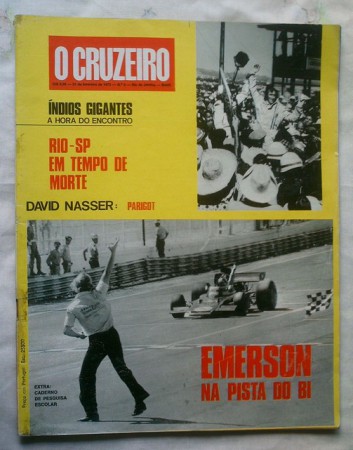 O CRUZEIRO
ÍNDIOS GIGANTES
A HORA DO ENCONTRO
RIO-SP
EM TEMPO DE
MORTE
DAVID NASSER: PARIGOT
EMERSON
NA PISTA DO BI
EXTRA:
CADERNO
DE PESQUISA
ESCOLAR